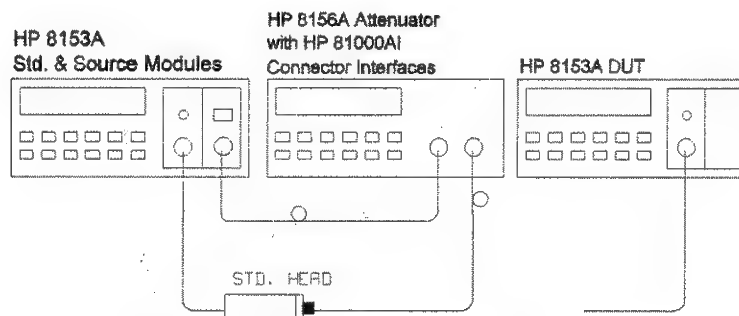 HP 8153A
Std. & Source Modules
HP 8156A Attenuator
with HP 81000AI
Connector Interfaces
HP 8153A DUT
STD. HEAD